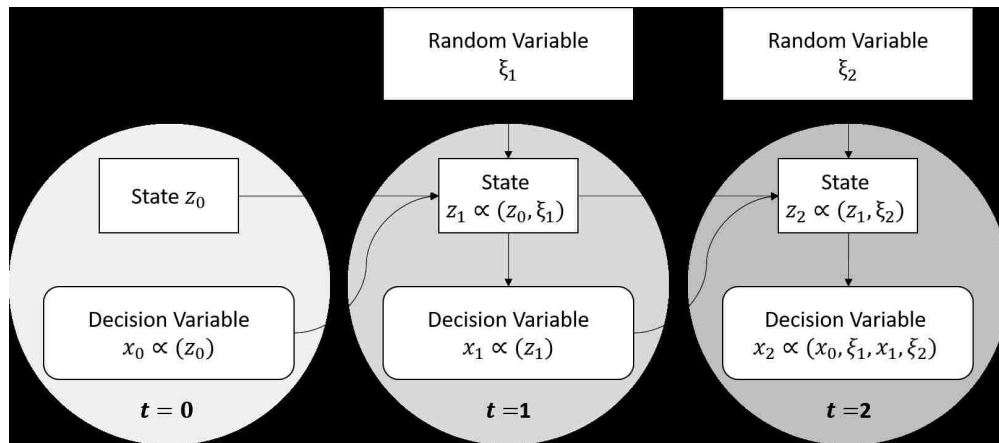 Random Variable
ξ₁
Random Variable
ξ₂
State z₀
State
z₁ ∝ (z₀, ξ₁)
State
z₂ ∝ (z₁, ξ₂)
Decision Variable
x₀ ∝ (z₀)
Decision Variable
x₁ ∝ (z₁)
Decision Variable
x₂ ∝ (x₀, ξ₁, x₁, ξ₂)
t = 0
t =1
t =2